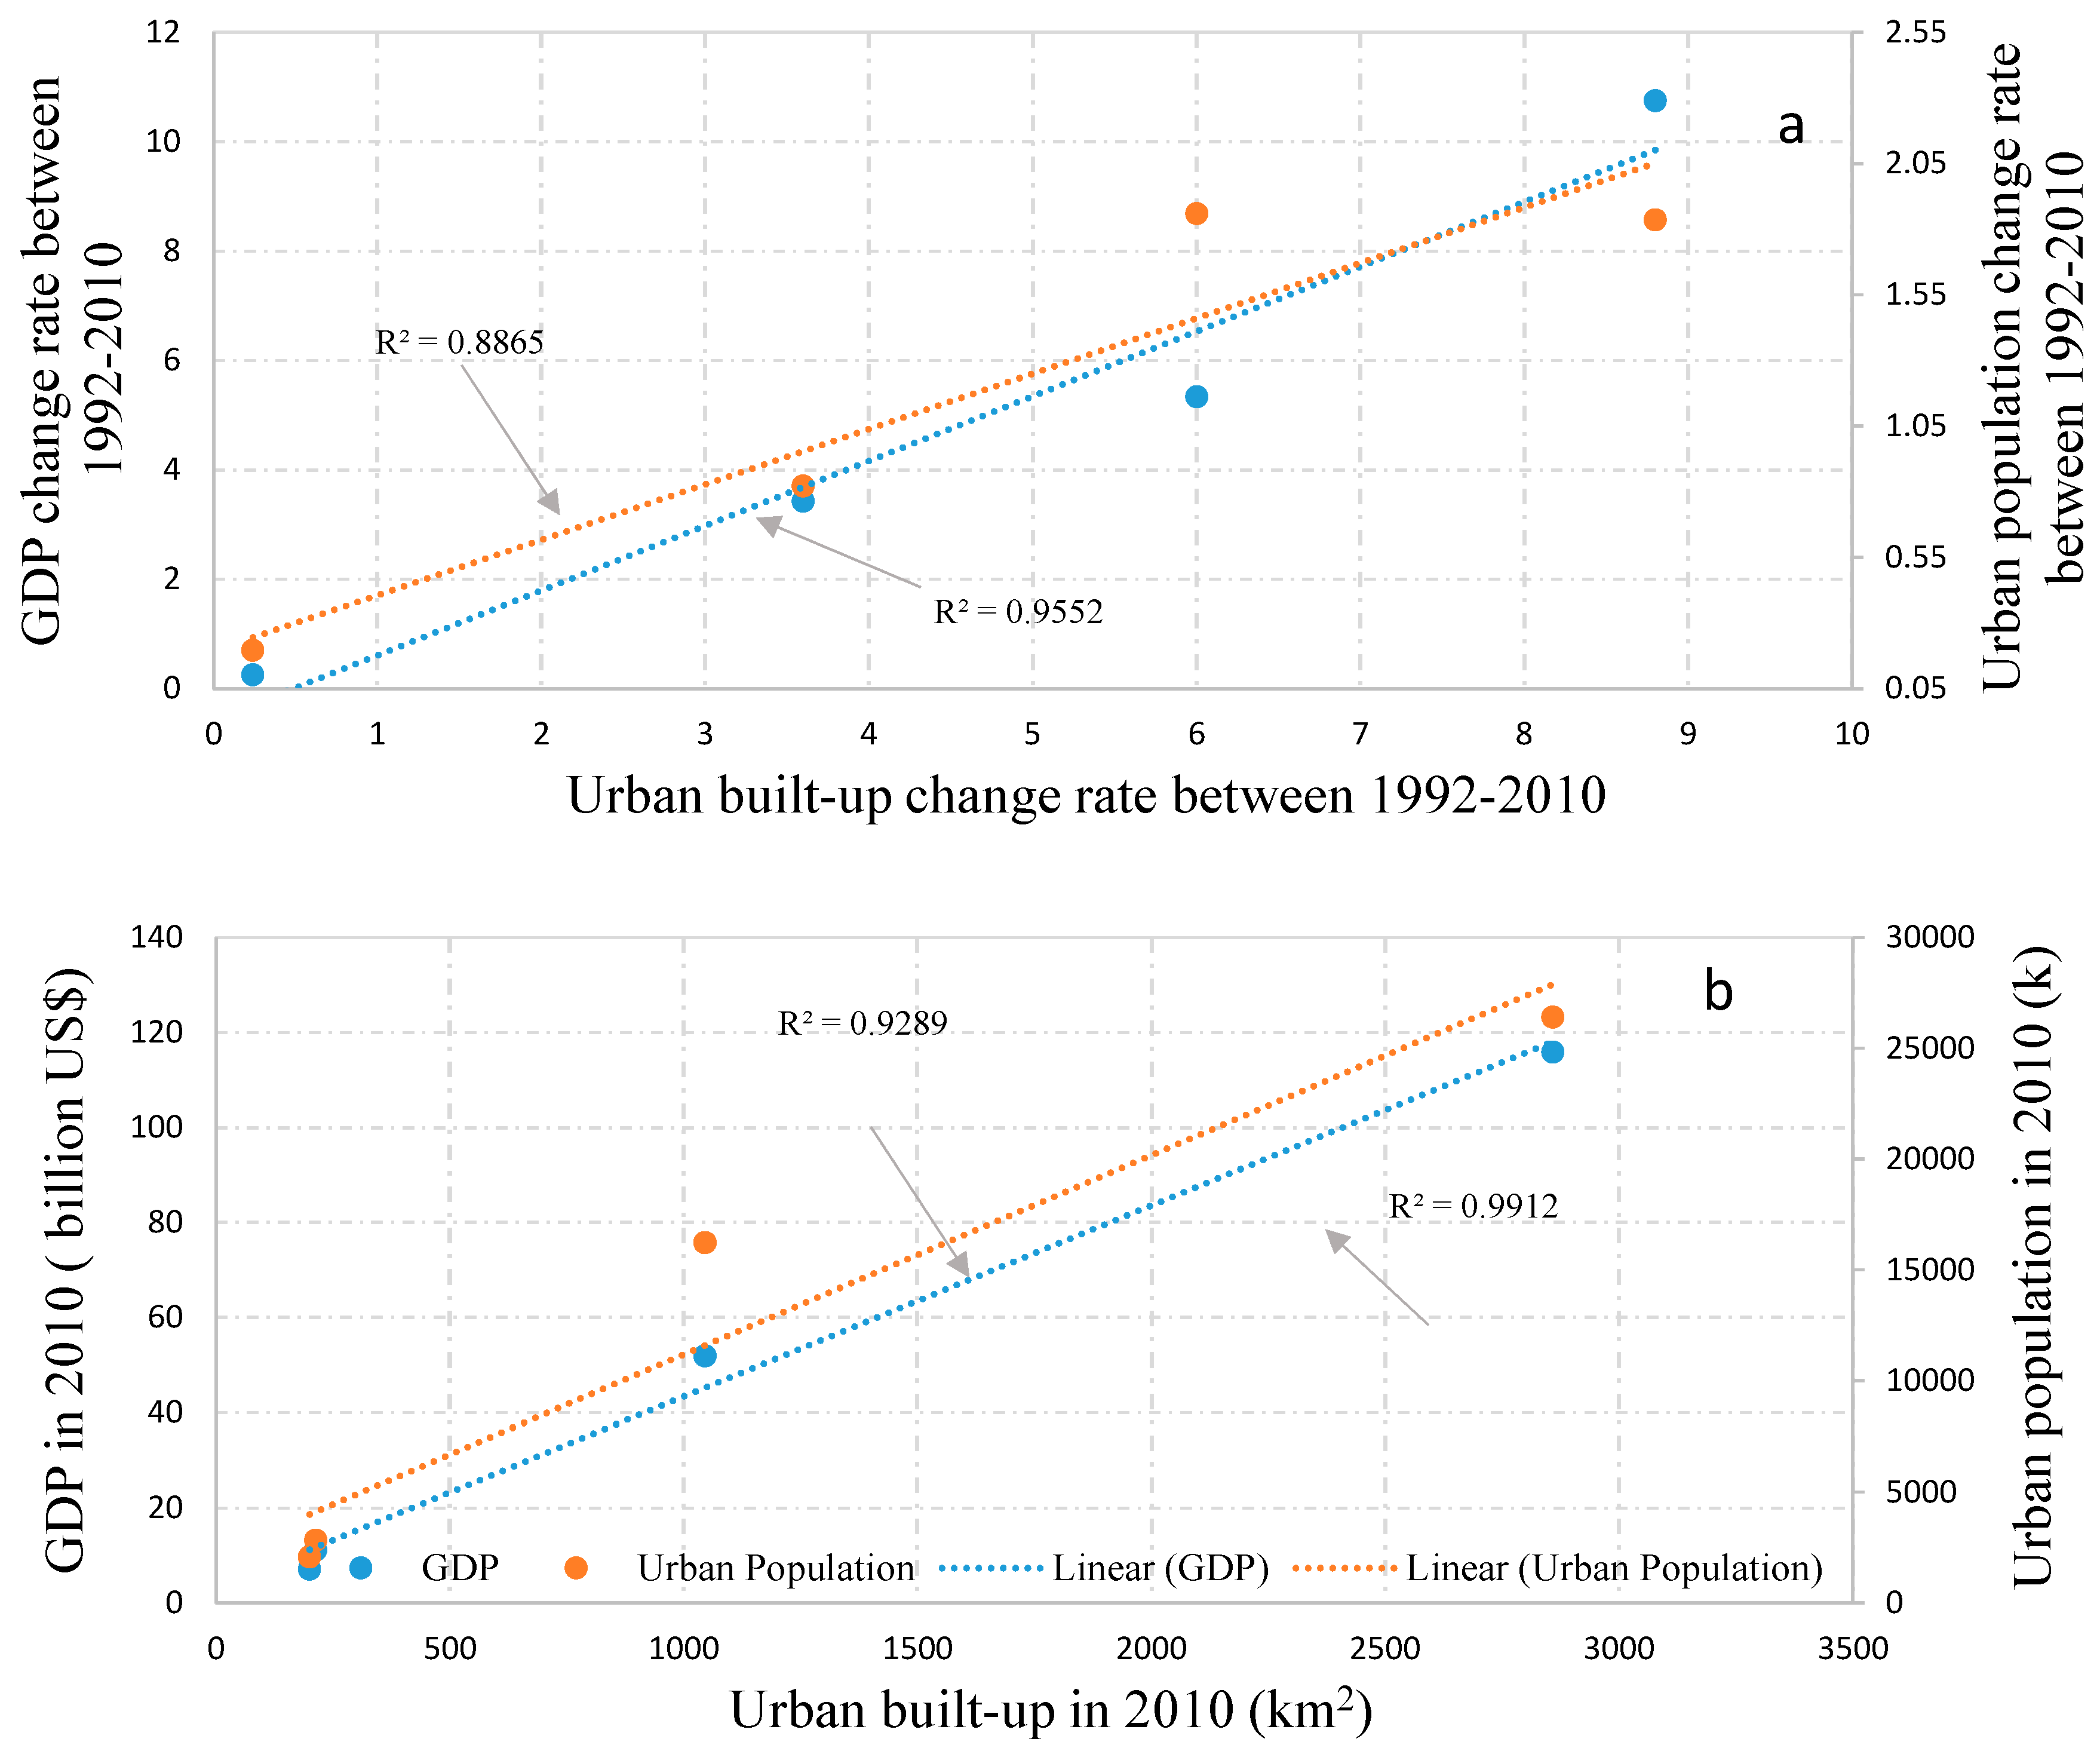 GDP change rate between
1992-2010
12
10
8
6
4
2
0
2.55
2.05
1.55
1.05
0.55
0.05
Urban population change rate
between 1992-2010
a
R² = 0.8865
R² = 0.9552
0 1 2 3 4 5 6 7 8 9 10
Urban built-up change rate between 1992-2010
GDP in 2010 ( billion US$)
140
120
100
80
60
40
20
0
30000
25000
20000
15000
10000
5000
0
Urban population in 2010 (k)
b
R² = 0.9289
R² = 0.9912
GDP Urban Population Linear (GDP) Linear (Urban Population)
0 500 1000 1500 2000 2500 3000 3500
Urban built-up in 2010 (km²)